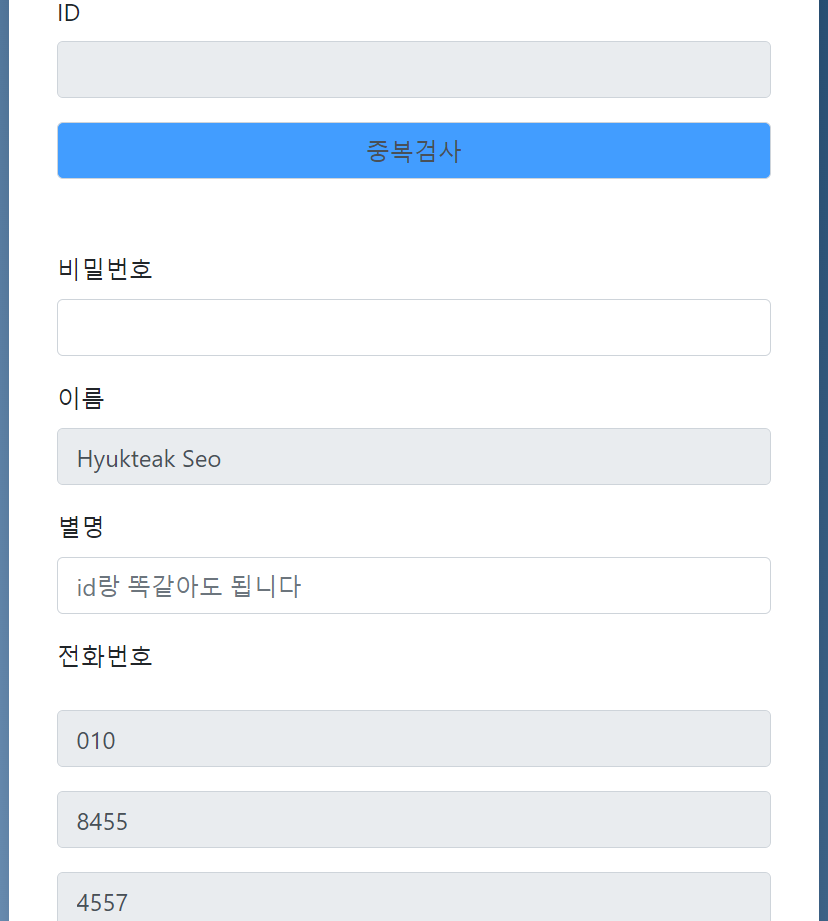 ID
중복검사
비밀번호
이름
Hyukteak Seo
별명
id랑 똑같아도 됩니다
전화번호
010
8455
4557